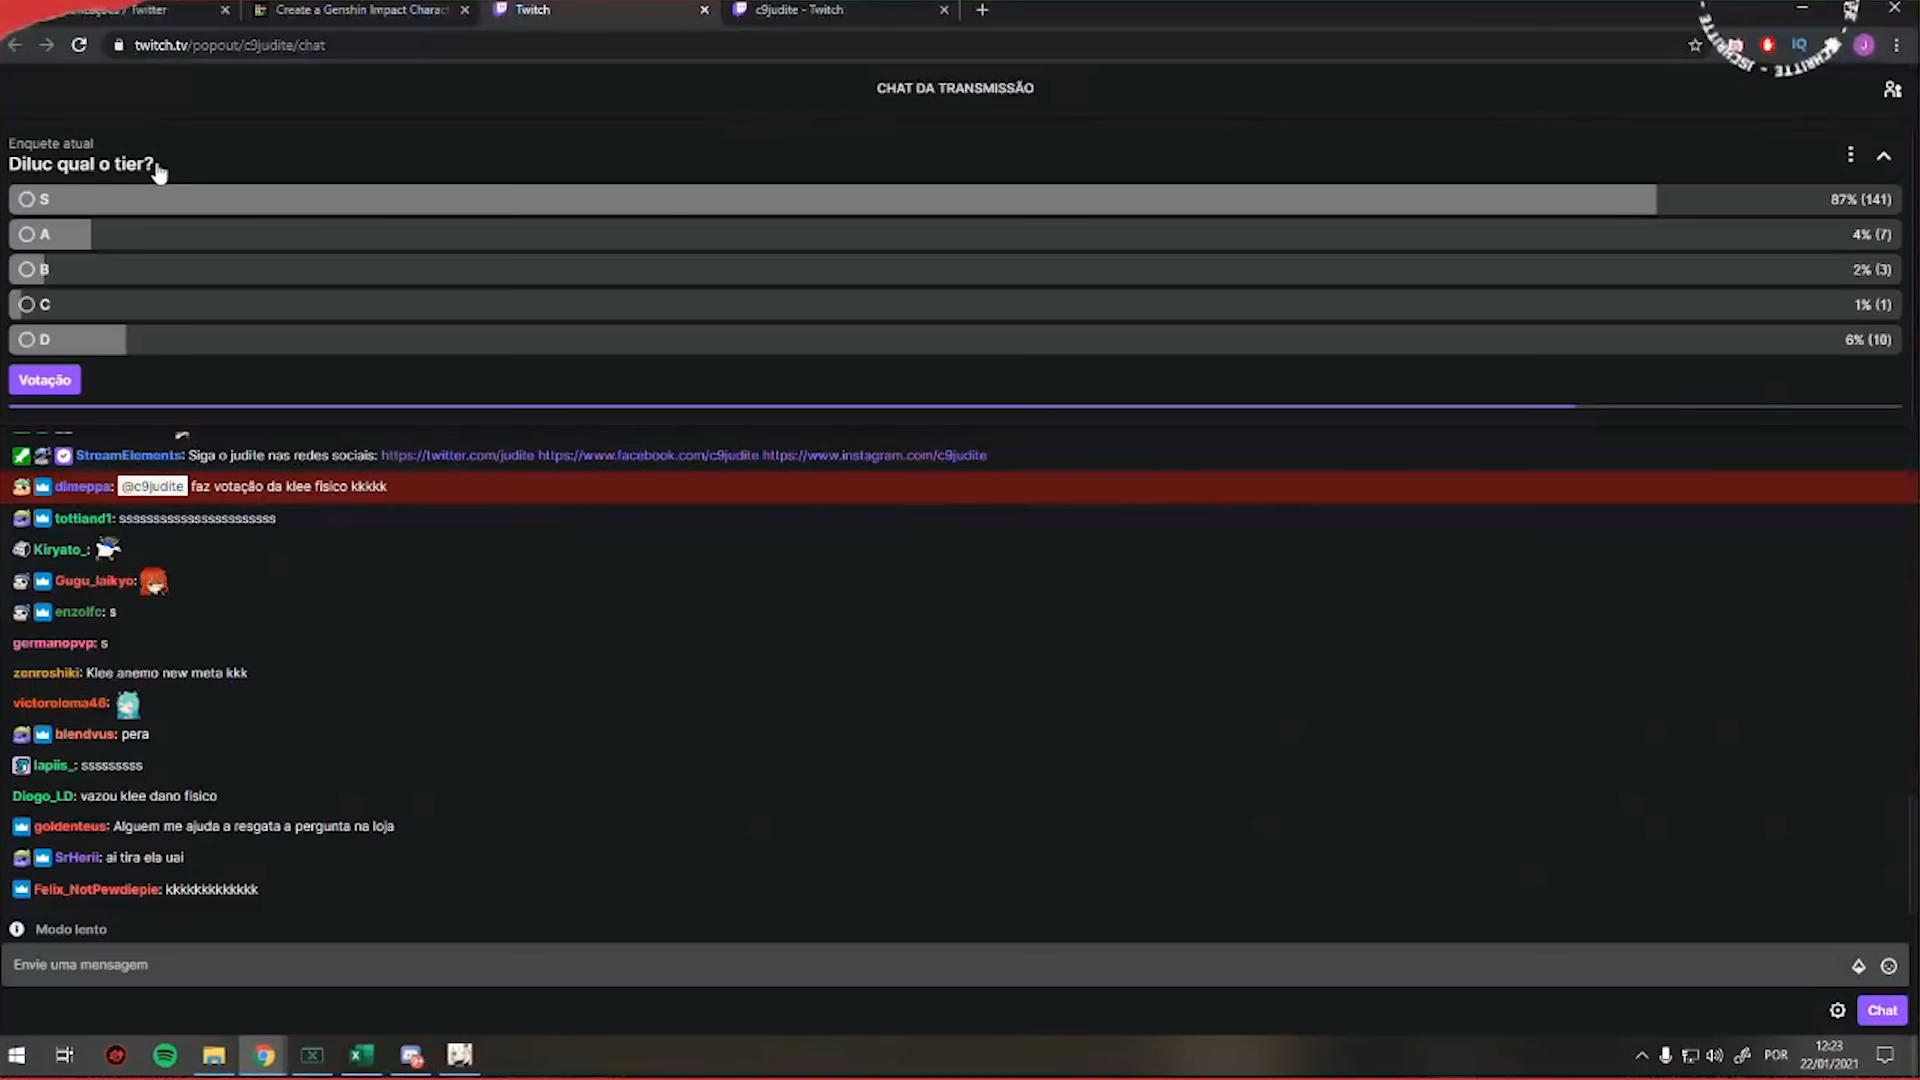 Twitter
Create a Genshin Impact Charac
Twitch
c9judite - Twitch
twitch.tv/popout/c9judite/chat
IQ
J
CHAT DA TRANSMISSÃO
Enquete atual
Diluc qual o tier?
S 87% (141)
A 4% (7)
B 2% (3)
C 1% (1)
D 6% (10)
Votação
StreamElements: Siga o judite nas redes sociais: https://twitter.com/judite https://www.facebook.com/c9judite https://www.instagram.com/c9judite
dimeppa: @c9judite faz votação da klee fisico kkkkk
tottiand1: sssssssssssssssssssssss
Kiryato_:
Gugu_laikyo:
enzolfc: s
germanopvp: s
zenroshiki: Klee anemo new meta kkk
victoroloma46:
blendvus: pera
lapiis_: sssssssss
Diogo_LD: vazou klee dano fisico
goldenteus: Alguem me ajuda a resgata a pergunta na loja
SrHerii: ai tira ela uai
Felix_NotPewdiepie: kkkkkkkkkkkkk
Modo lento
Envie uma mensagem
Chat
POR
12:23
22/01/2021